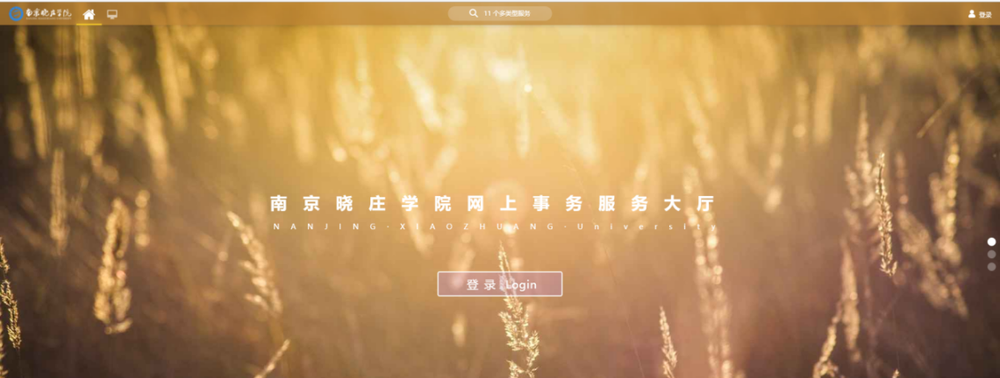 南京晓庄学院
11 个多类型服务
登录
南京晓庄学院网上事务服务大厅
NANJING·XIAOZHUANG·University
登 录 Login